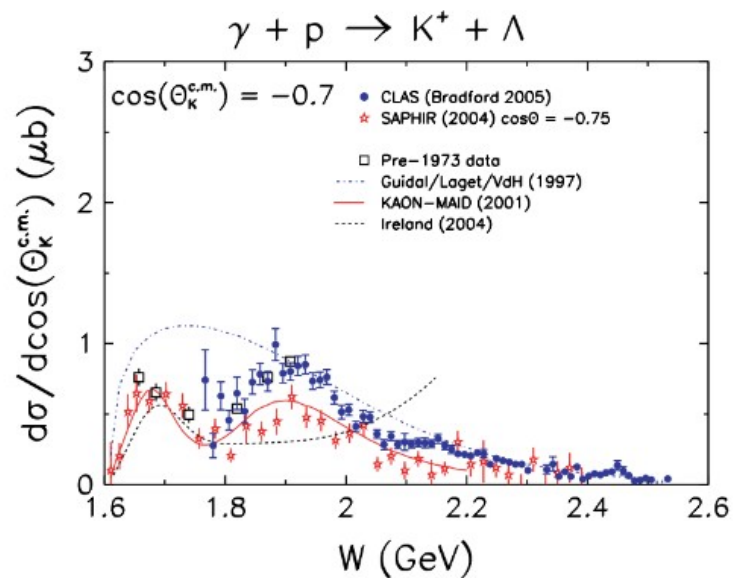 γ + p → K⁺ + Λ
cos(Θ_K^c.m.) = −0.7
CLAS (Bradford 2005)
SAPHIR (2004) cosΘ = −0.75
Pre−1973 data
Guidal/Laget/VdH (1997)
KAON−MAID (2001)
Ireland (2004)
dσ/dcos(Θ_K^c.m.) (μb)
3
2
1
0
1.6 1.8 2 2.2 2.4 2.6
W (GeV)